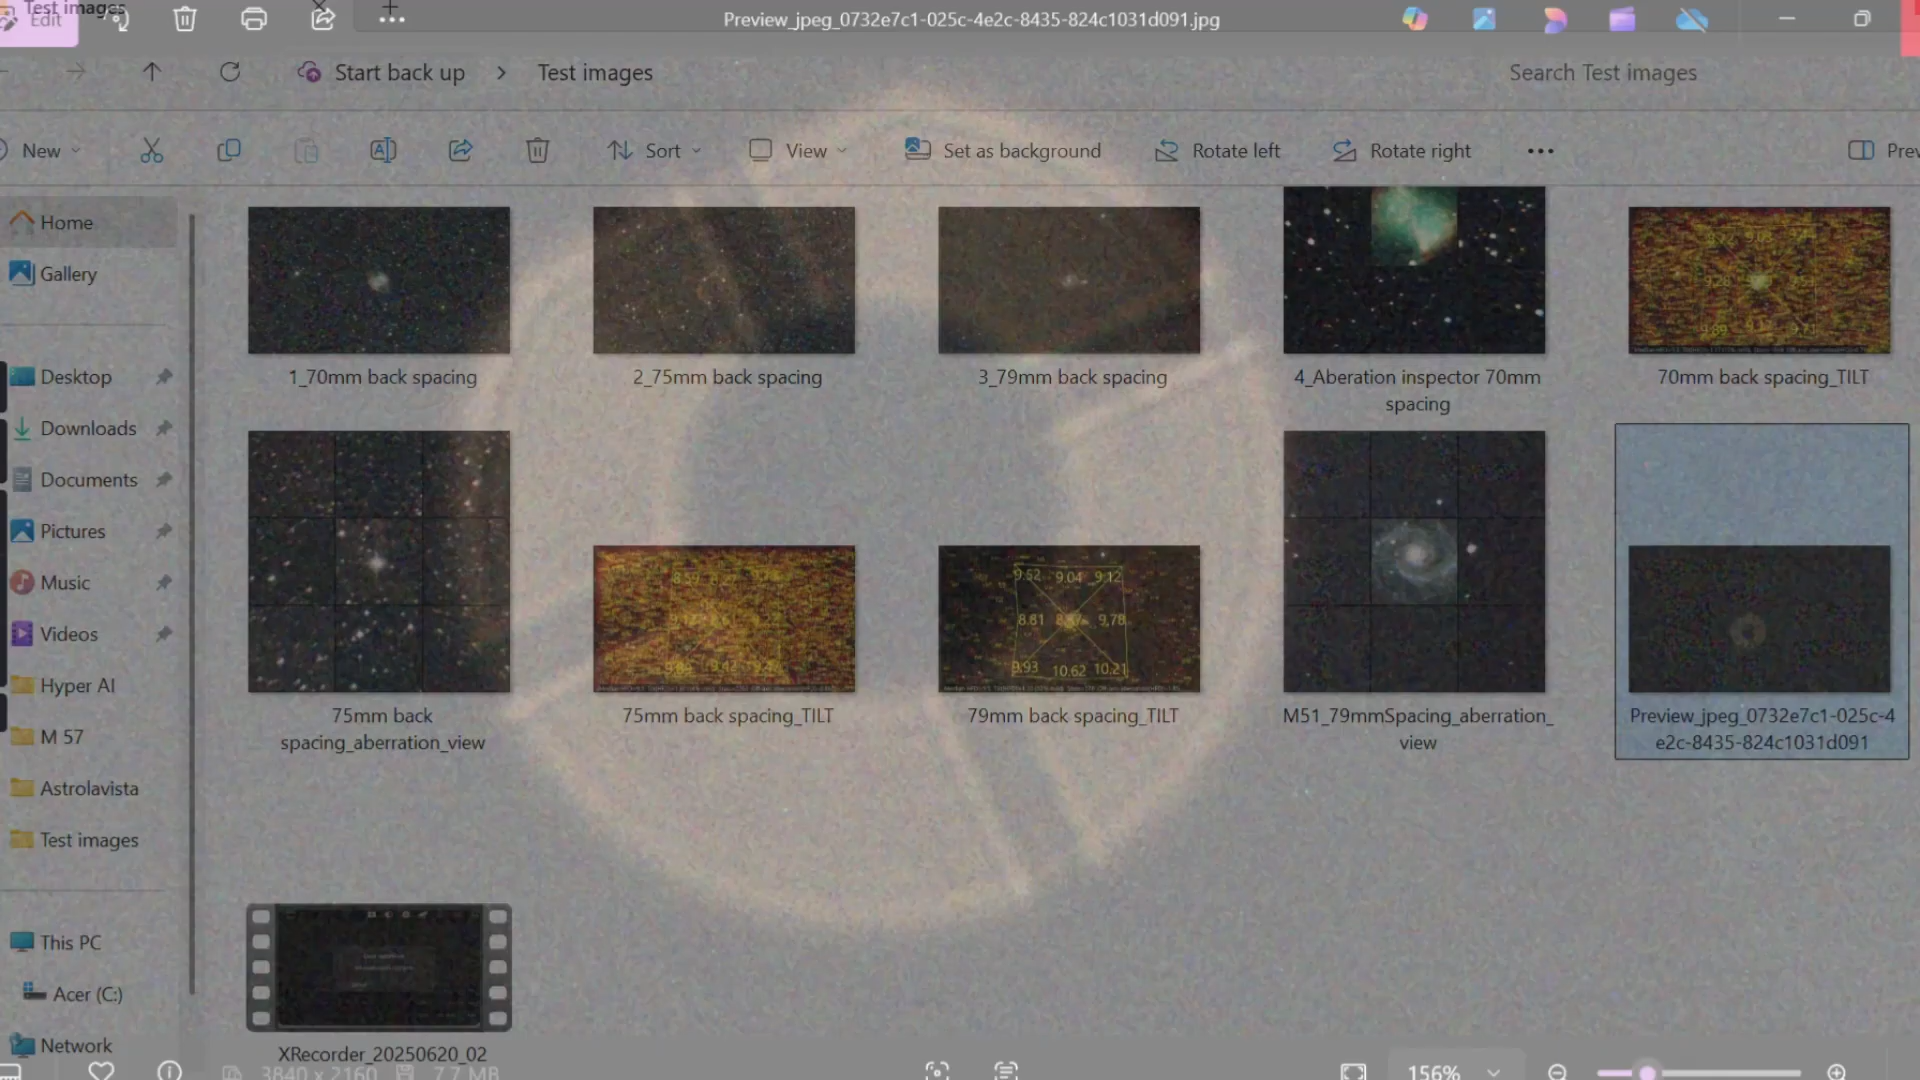 Test images
Edit
Preview_jpeg_0732e7c1-025c-4e2c-8435-824c1031d091.jpg
Start back up > Test images
Search Test images
New
Sort
View
Set as background
Rotate left
Rotate right
Home
Gallery
Desktop
Downloads
Documents
Pictures
Music
Videos
Hyper AI
M 57
Astrolavista
Test images
This PC
Acer (C:)
Network
1_70mm back spacing
2_75mm back spacing
3_79mm back spacing
4_Aberation inspector 70mm
spacing
70mm back spacing_TILT
8.59
9.52 9.04 9.12
8.81 9.78
9.93 10.62 10.21
75mm back
spacing_aberration_view
75mm back spacing_TILT
79mm back spacing_TILT
M51_79mmSpacing_aberration_
view
Preview_jpeg_0732e7c1-025c-4
e2c-8435-824c1031d091
XRecorder_20250620_02
3840 x 2160
7.7 MB
156%